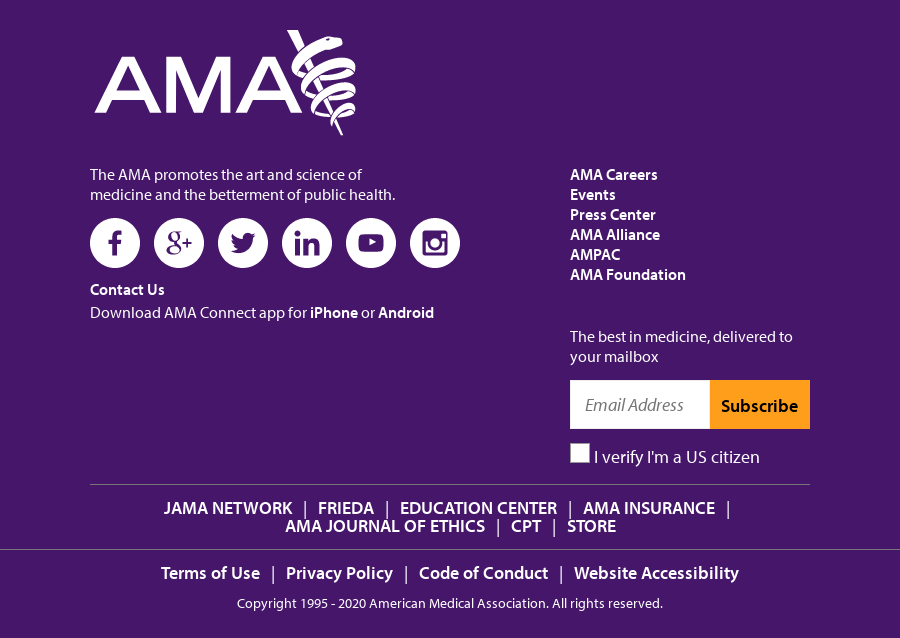 AMA
The AMA promotes the art and science of
medicine and the betterment of public health.
Contact Us
Download AMA Connect app for iPhone or Android
AMA Careers
Events
Press Center
AMA Alliance
AMPAC
AMA Foundation
The best in medicine, delivered to
your mailbox
Email Address Subscribe
I verify I'm a US citizen
JAMA NETWORK | FRIEDA | EDUCATION CENTER | AMA INSURANCE |
AMA JOURNAL OF ETHICS | CPT | STORE
Terms of Use | Privacy Policy | Code of Conduct | Website Accessibility
Copyright 1995 - 2020 American Medical Association. All rights reserved.